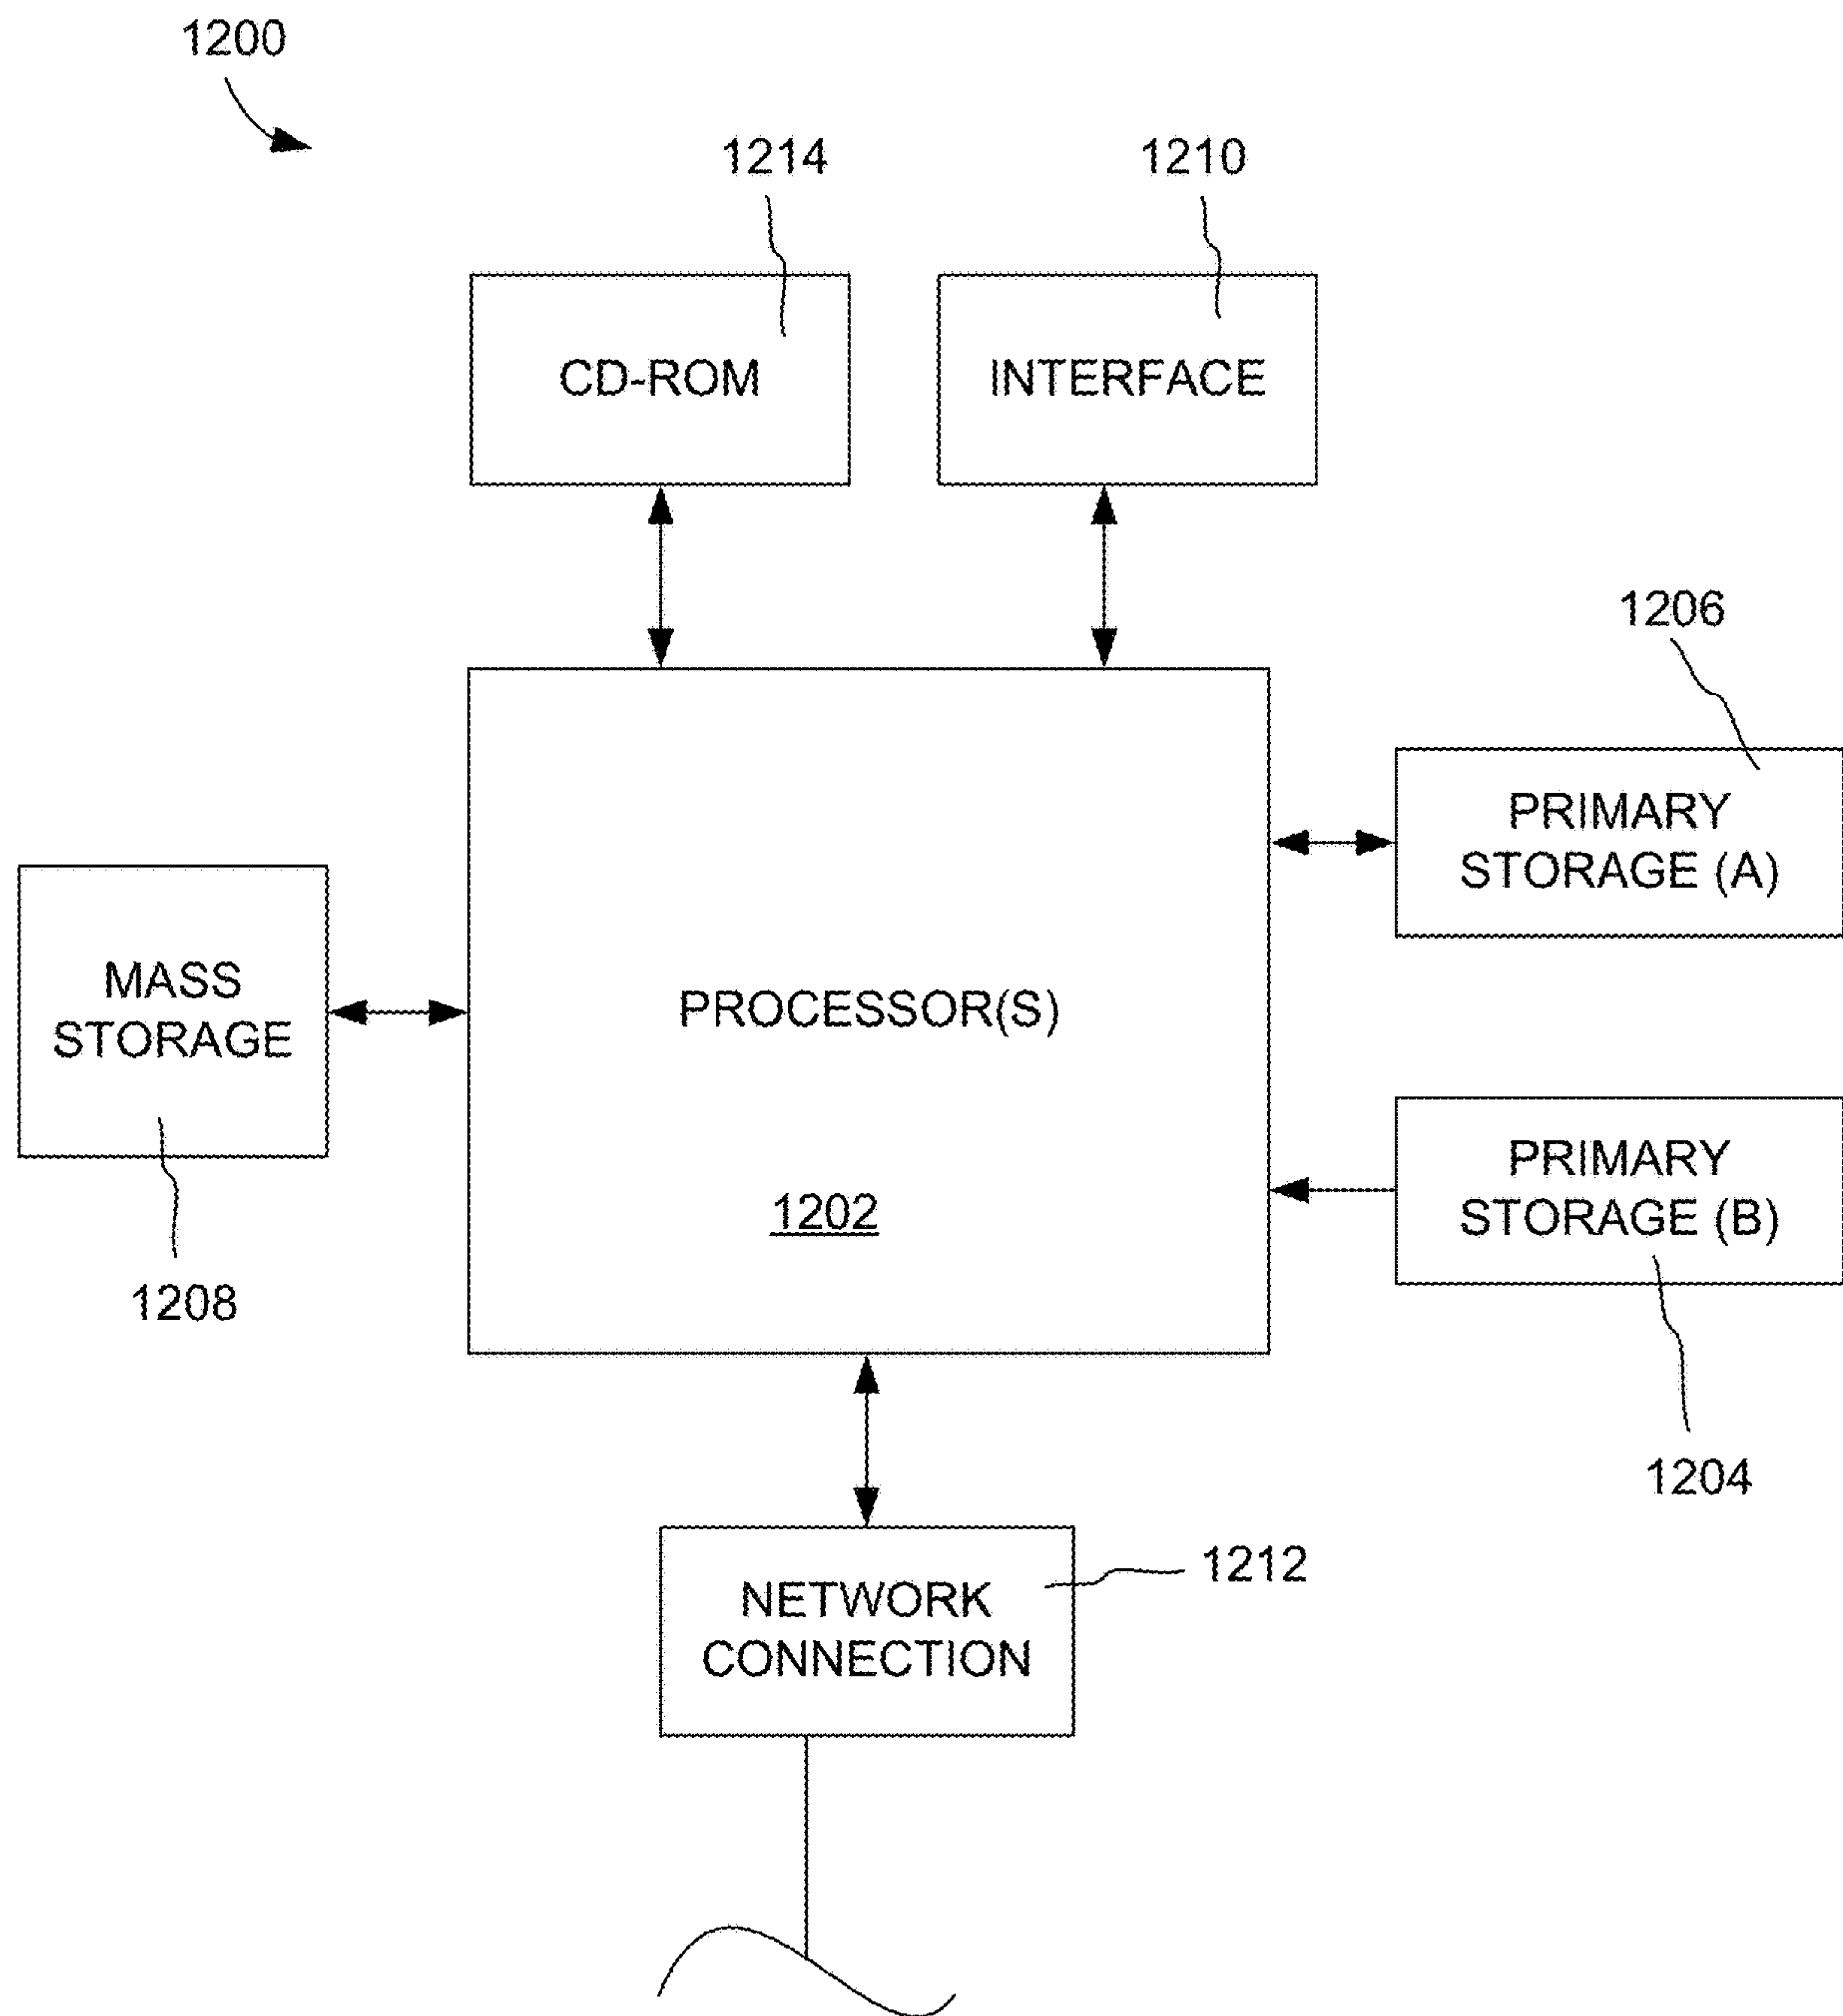 1200
1214
1210
CD-ROM
INTERFACE
1206
PRIMARY
STORAGE (A)
MASS
STORAGE
PROCESSOR(S)
1202
PRIMARY
STORAGE (B)
1208
1204
1212
NETWORK
CONNECTION